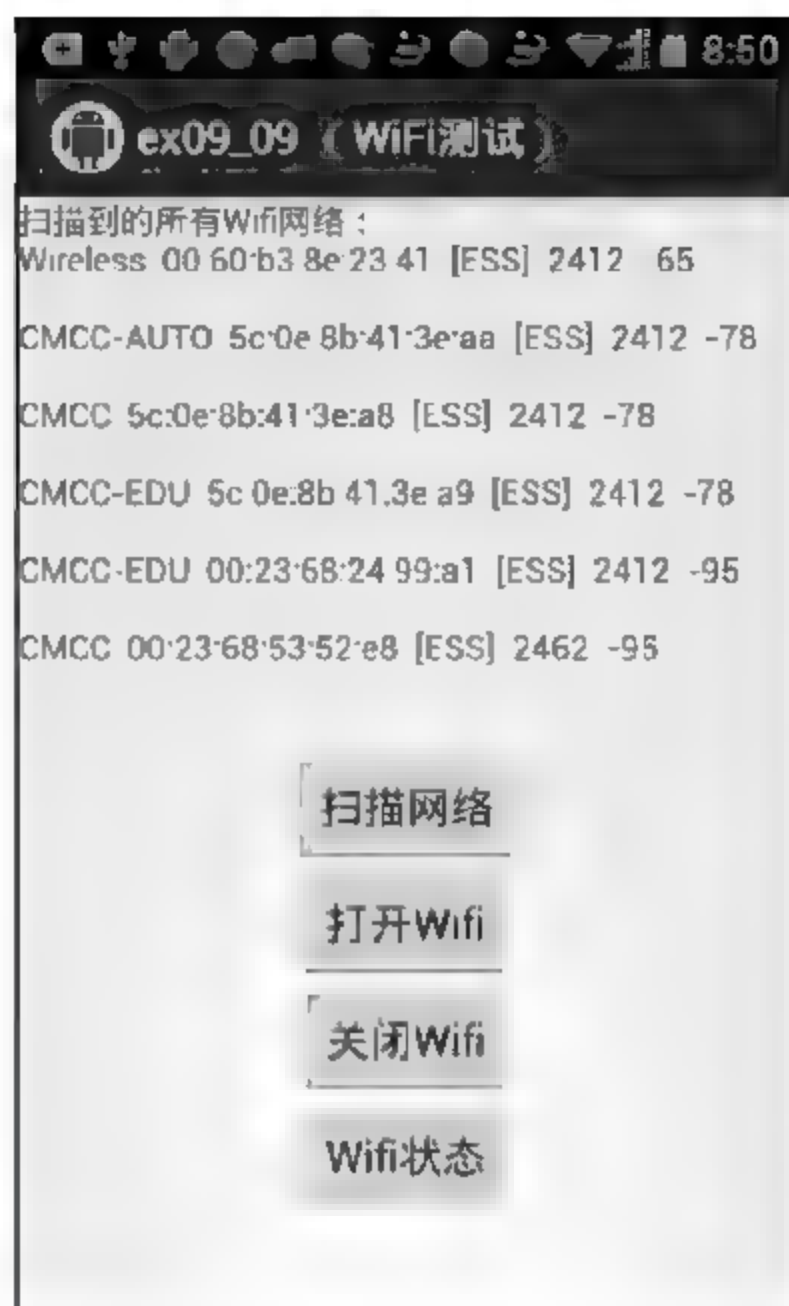 8:50
ex09_09（WiFi测试）
扫描到的所有Wifi网络：
Wireless 00 60:b3 8e:23 41 [ESS] 2412 65
CMCC-AUTO 5c:0e 8b:41:3e:aa [ESS] 2412 -78
CMCC 5c:0e:8b:41:3e:a8 [ESS] 2412 -78
CMCC-EDU 5c 0e:8b 41.3e a9 [ESS] 2412 -78
CMCC-EDU 00:23:68:24 99:a1 [ESS] 2412 -95
CMCC 00:23:68:53:52:e8 [ESS] 2462 -95
扫描网络
打开Wifi
关闭Wifi
Wifi状态